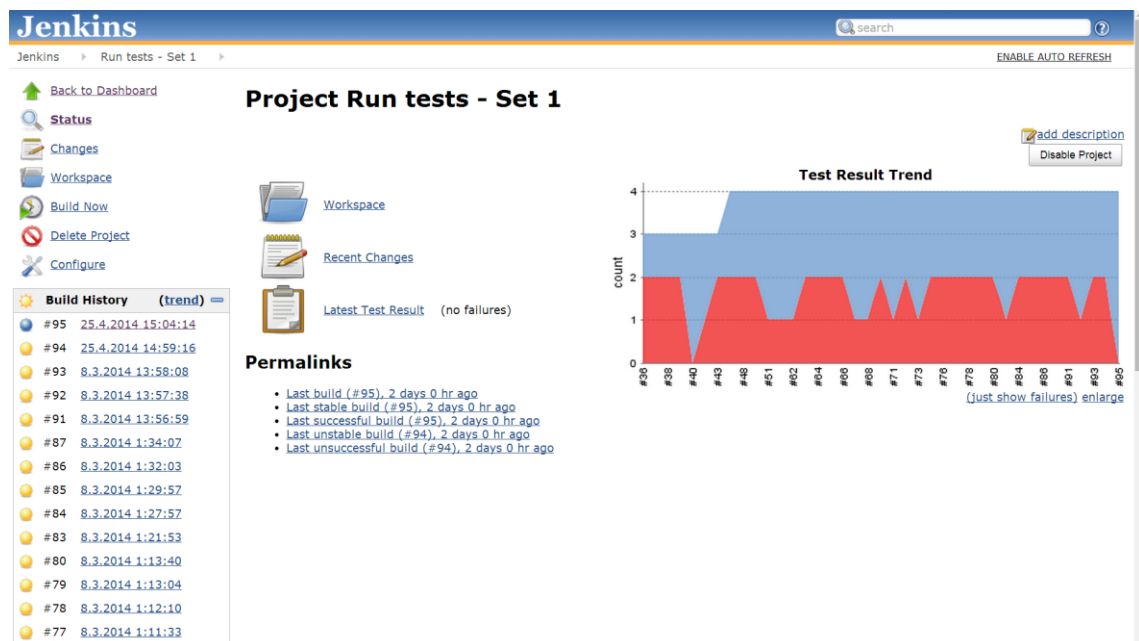 Jenkins
search
Jenkins Run tests - Set 1
ENABLE AUTO REFRESH
Back to Dashboard
Status
Changes
Workspace
Build Now
Delete Project
Configure
Build History (trend)
#95 25.4.2014 15:04:14
#94 25.4.2014 14:59:16
#93 8.3.2014 13:58:08
#92 8.3.2014 13:57:38
#91 8.3.2014 13:56:59
#87 8.3.2014 1:34:07
#86 8.3.2014 1:32:03
#85 8.3.2014 1:29:57
#84 8.3.2014 1:27:57
#83 8.3.2014 1:21:53
#80 8.3.2014 1:13:40
#79 8.3.2014 1:13:04
#78 8.3.2014 1:12:10
#77 8.3.2014 1:11:33
Project Run tests - Set 1
add description
Disable Project
Workspace
Recent Changes
Latest Test Result (no failures)
Permalinks
Last build (#95), 2 days 0 hr ago
Last stable build (#95), 2 days 0 hr ago
Last successful build (#95), 2 days 0 hr ago
Last unstable build (#94), 2 days 0 hr ago
Last unsuccessful build (#94), 2 days 0 hr ago
Test Result Trend
count
4
3
2
1
0
#36 #38 #40 #43 #48 #51 #62 #64 #66 #68 #71 #73 #76 #78 #80 #84 #86 #91 #93 #95
(just show failures) enlarge